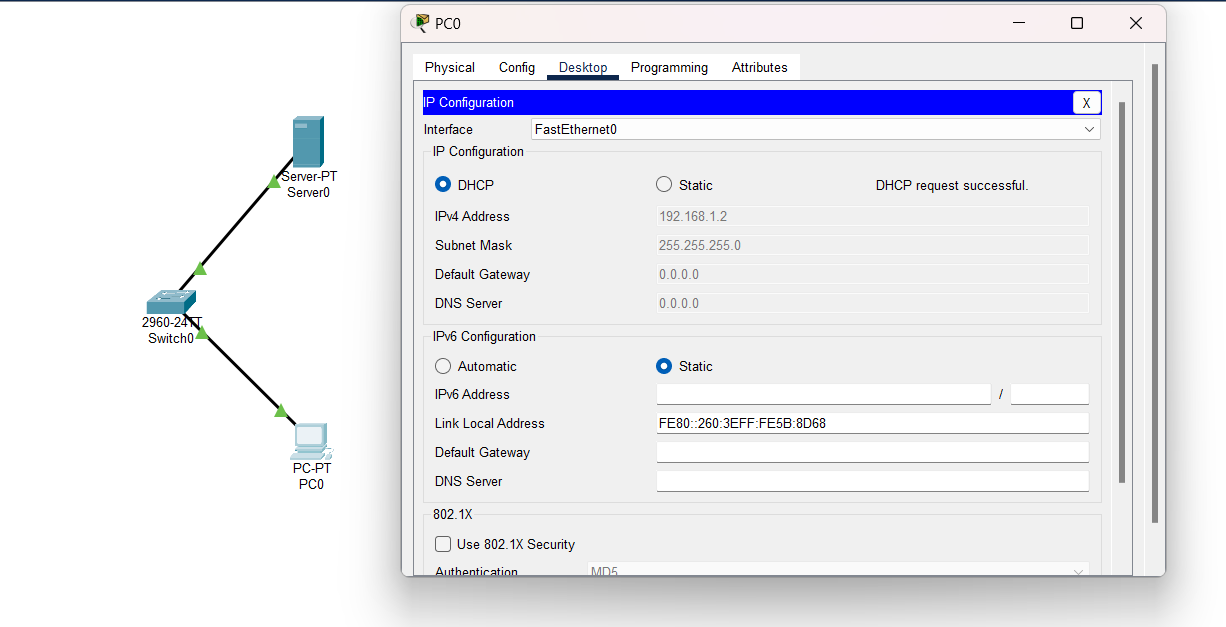 PC0
Physical Config Desktop Programming Attributes
IP Configuration X
Interface FastEthernet0
IP Configuration
DHCP Static DHCP request successful.
IPv4 Address 192.168.1.2
Subnet Mask 255.255.255.0
Default Gateway 0.0.0.0
DNS Server 0.0.0.0
IPv6 Configuration
Automatic Static
IPv6 Address /
Link Local Address FE80::260:3EFF:FE5B:8D68
Default Gateway
DNS Server
802.1X
Use 802.1X Security
Authentication MD5
Server-PT
Server0
2960-24TT
Switch0
PC-PT
PC0